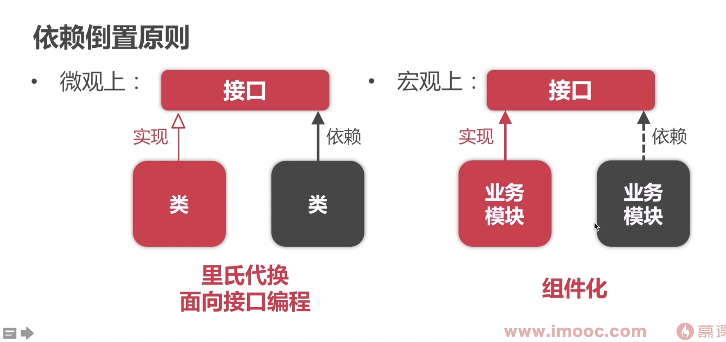 依赖倒置原则
• 微观上：
接口
实现
依赖
类
类
里氏代换
面向接口编程
• 宏观上：
接口
实现
依赖
业务
模块
业务
模块
组件化
www.imooc.com
慕